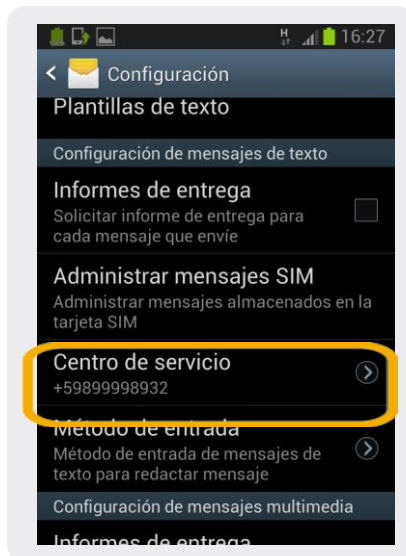 H 16:27
< Configuración
Plantillas de texto
Configuración de mensajes de texto
Informes de entrega
Solicitar informe de entrega para
cada mensaje que envíe
Administrar mensajes SIM
Administrar mensajes almacenados en la
tarjeta SIM
Centro de servicio
+59899998932
Método de entrada
Método de entrada de mensajes de
texto para redactar mensaje
Configuración de mensajes multimedia
Informes de entrega